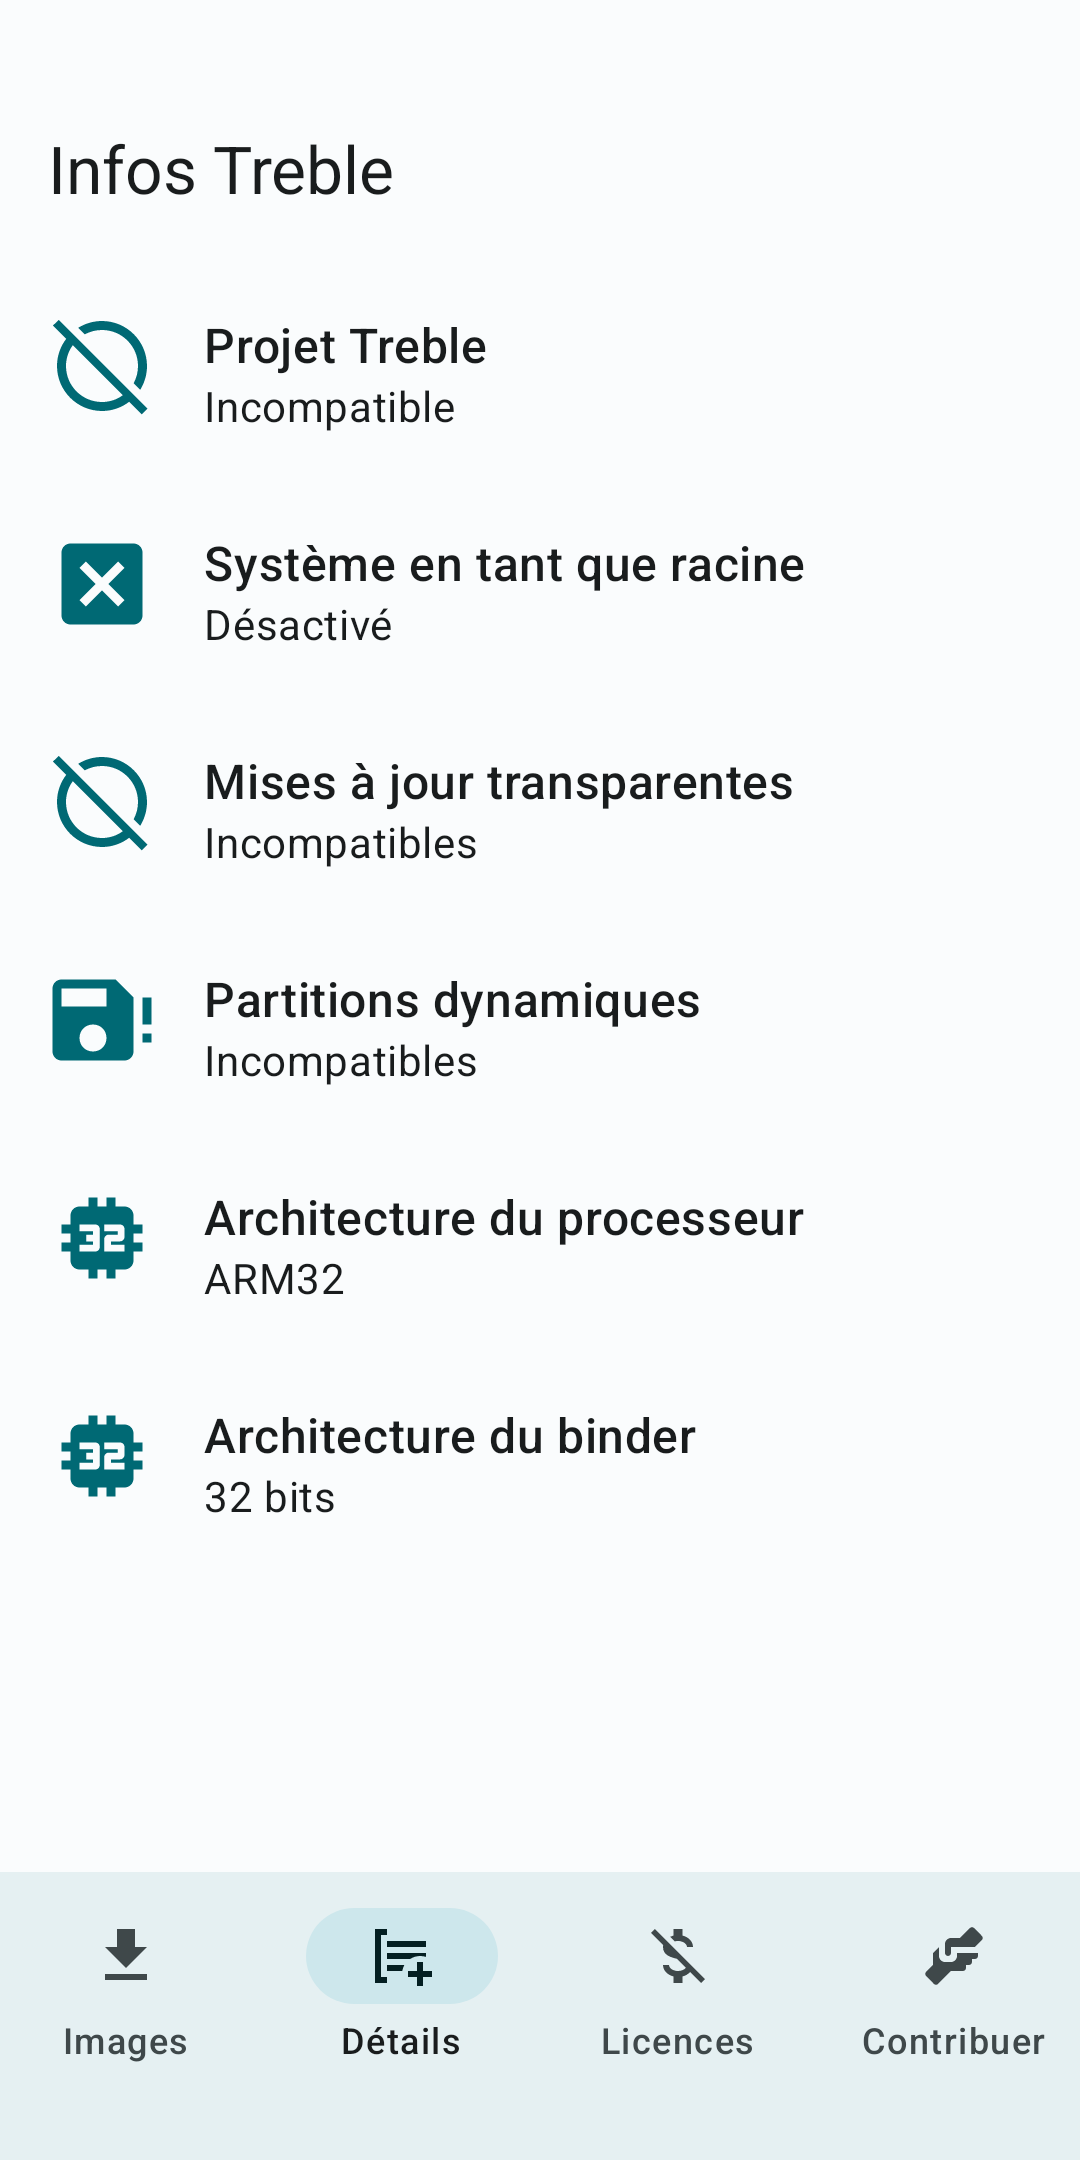 Infos Treble
Projet Treble
Incompatible
Système en tant que racine
Désactivé
Mises à jour transparentes
Incompatibles
Partitions dynamiques
Incompatibles
32
Architecture du processeur
ARM32
32
Architecture du binder
32 bits
Images
Détails
Licences
Contribuer